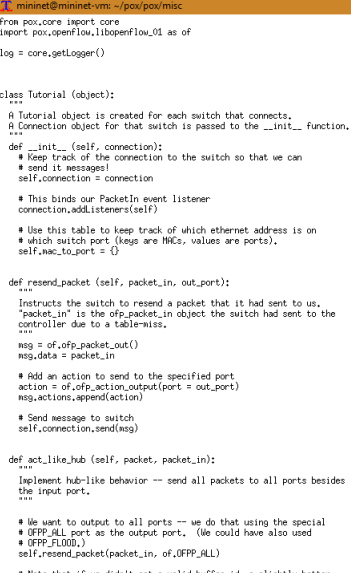 mininet@mininet-vm: ~/pox/pox/misc
from pox.core import core
import pox.openflow.libopenflow_01 as of

log = core.getLogger()

class Tutorial (object):
  """
  A Tutorial object is created for each switch that connects.
  A Connection object for that switch is passed to the __init__ function.
  """
  def __init__ (self, connection):
    # Keep track of the connection to the switch so that we can
    # send it messages!
    self.connection = connection

    # This binds our PacketIn event listener
    connection.addListeners(self)

    # Use this table to keep track of which ethernet address is on
    # which switch port (keys are MACs, values are ports).
    self.mac_to_port = {}

  def resend_packet (self, packet_in, out_port):
    """
    Instructs the switch to resend a packet that it had sent to us.
    "packet_in" is the ofp_packet_in object the switch had sent to the
    controller due to a table-miss.
    """
    msg = of.ofp_packet_out()
    msg.data = packet_in

    # Add an action to send to the specified port
    action = of.ofp_action_output(port = out_port)
    msg.actions.append(action)

    # Send message to switch
    self.connection.send(msg)

  def act_like_hub (self, packet, packet_in):
    """
    Implement hub-like behavior -- send all packets to all ports besides
    the input port.
    """

    # We want to output to all ports -- we do that using the special
    # OFPP_ALL port as the output port.  (We could have also used
    # OFPP_FLOOD.)
    self.resend_packet(packet_in, of.OFPP_ALL)

    # Note that if we didn't get a valid buffer_id, a slightly better